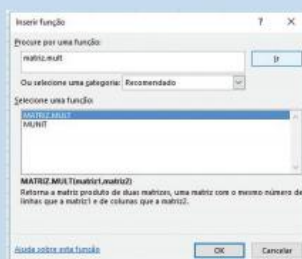 Inserir função ? ×
Procure por uma função:
matriz.mult
Ir
Ou selecione uma categoria: Recomendado
Selecione uma função:
MATRIZ.MULT
MUNIT
MATRIZ.MULT(matriz1,matriz2)
Retorna a matriz produto de duas matrizes, uma matriz com o mesmo número de
linhas que a matriz1 e de colunas que a matriz2.
Ajuda sobre esta função
OK Cancelar